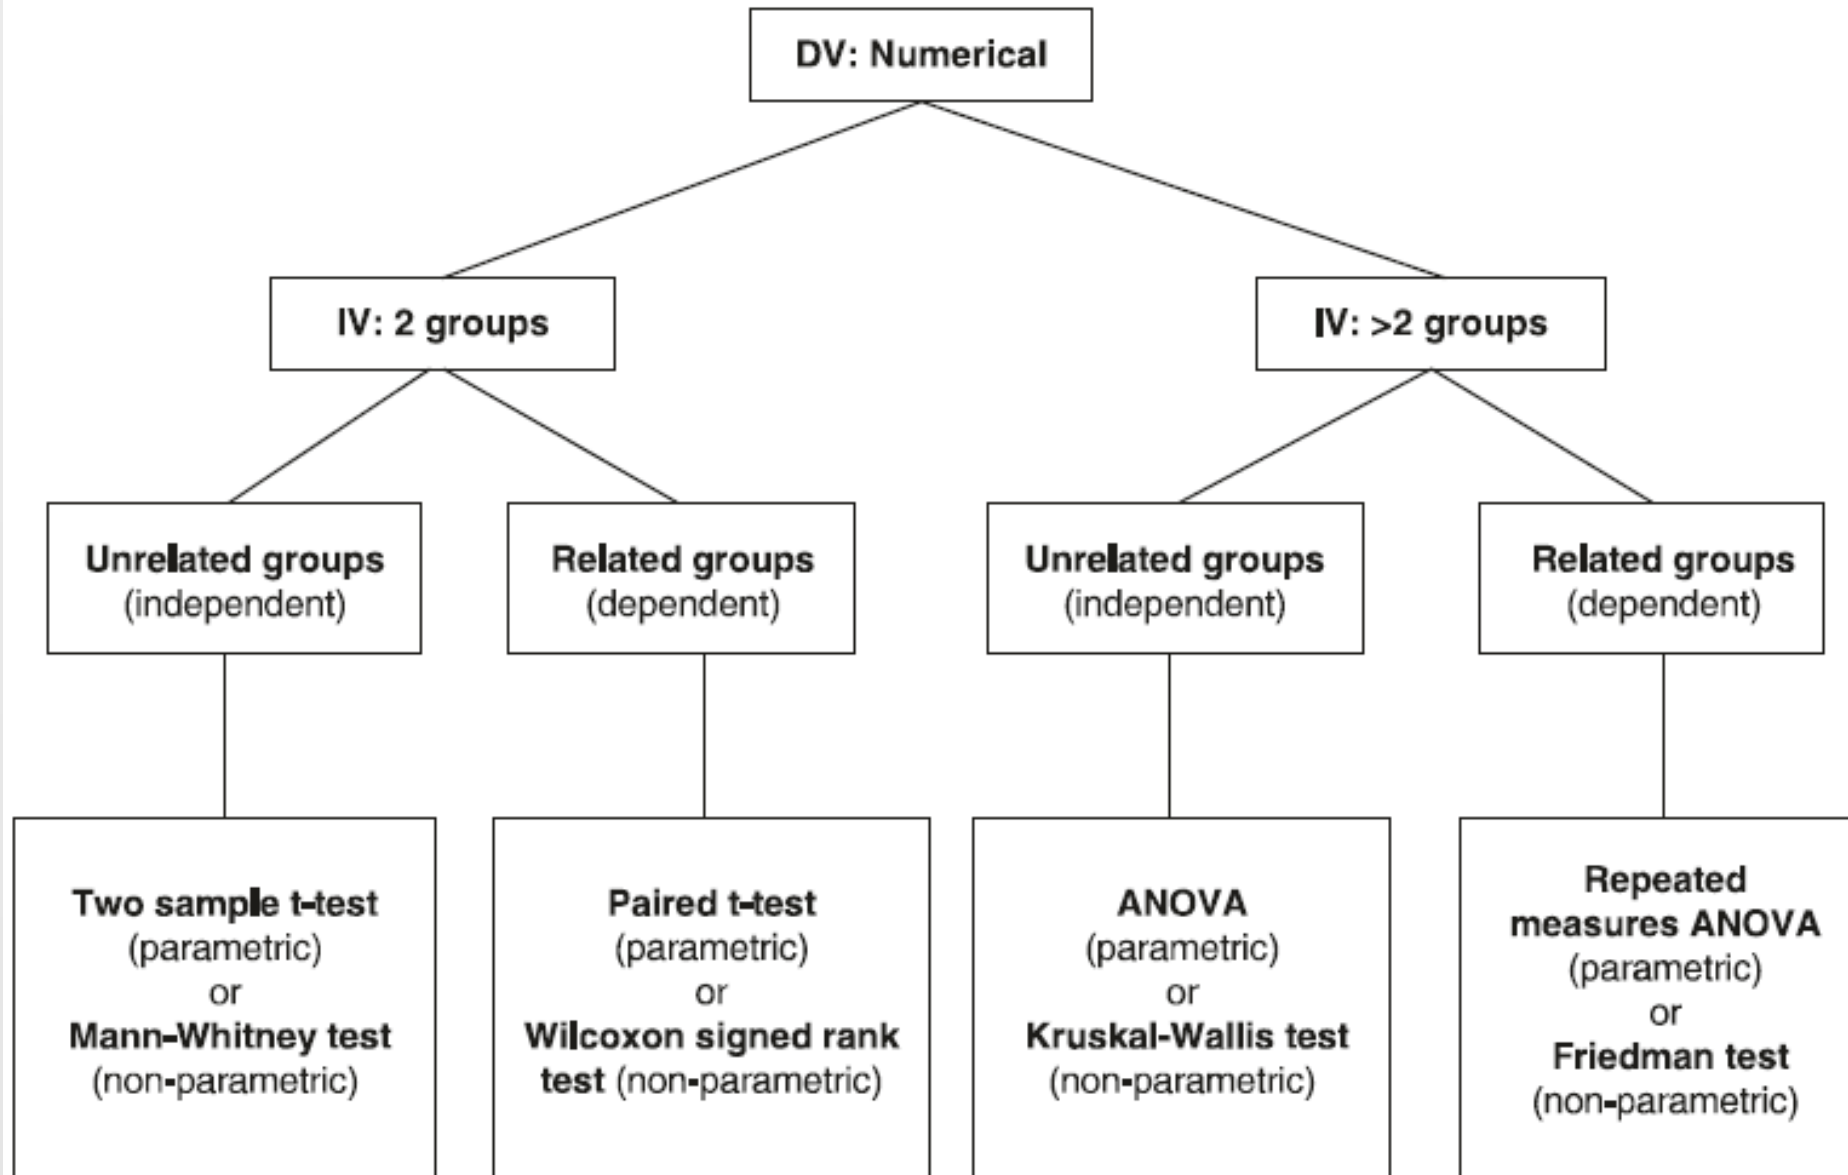 DV: Numerical
IV: 2 groups
IV: >2 groups
Unrelated groups
(independent)
Related groups
(dependent)
Unrelated groups
(independent)
Related groups
(dependent)
Two sample t-test
(parametric)
or
Mann-Whitney test
(non-parametric)
Paired t-test
(parametric)
or
Wilcoxon signed rank
test (non-parametric)
ANOVA
(parametric)
or
Kruskal-Wallis test
(non-parametric)
Repeated
measures ANOVA
(parametric)
or
Friedman test
(non-parametric)